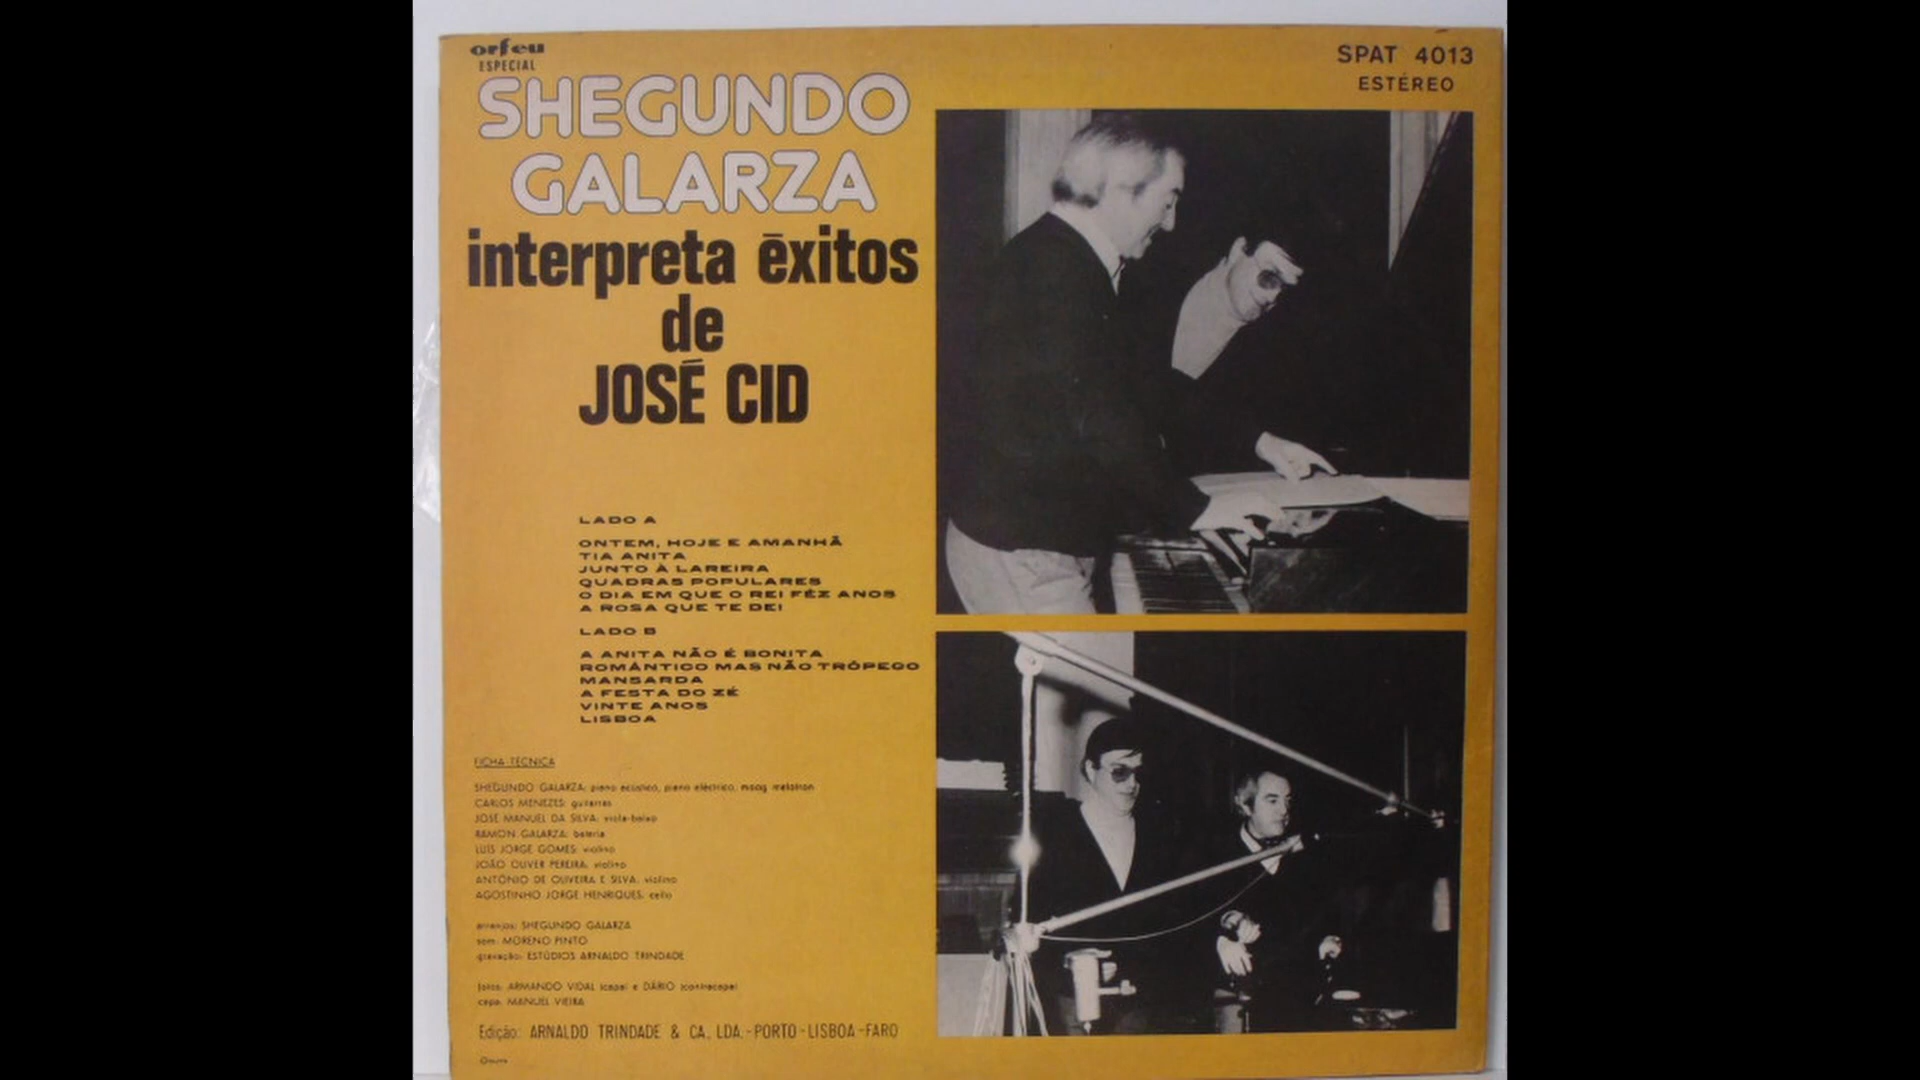 orfeu
ESPECIAL
SPAT 4013
ESTÉREO
SHEGUNDO
GALARZA
interpreta êxitos
de
JOSÉ CID
LADO A
ONTEM, HOJE E AMANHÃ
TIA ANITA
JUNTO À LAREIRA
QUADRAS POPULARES
O DIA EM QUE O REI FÉZ ANOS
A ROSA QUE TE DEI
LADO B
A ANITA NÃO É BONITA
ROMÂNTICO MAS NÃO TRÔPEGO
MANSARDA
A FESTA DO ZÉ
VINTE ANOS
LISBOA
FICHA TÉCNICA
SHEGUNDO GALARZA: piano acústico, piano eléctrico, moog melotron
CARLOS MENEZES: guitarras
JOSÉ MANUEL DA SILVA: viola-baixo
RAMON GALARZA: bateria
LUIS JORGE GOMES: violino
JOÃO OLIVER PEREIRA: violino
ANTÓNIO DE OLIVEIRA E SILVA: violino
AGOSTINHO JORGE HENRIQUES: cello
arranjos: SHEGUNDO GALARZA
som: MORENO PINTO
gravação: ESTÚDIOS ARNALDO TRINDADE
fotos: ARMANDO VIDAL (capa) e DÁRIO (contracapa)
capa: MANUEL VIEIRA
Edição: ARNALDO TRINDADE & CA., LDA. - PORTO - LISBOA - FARO